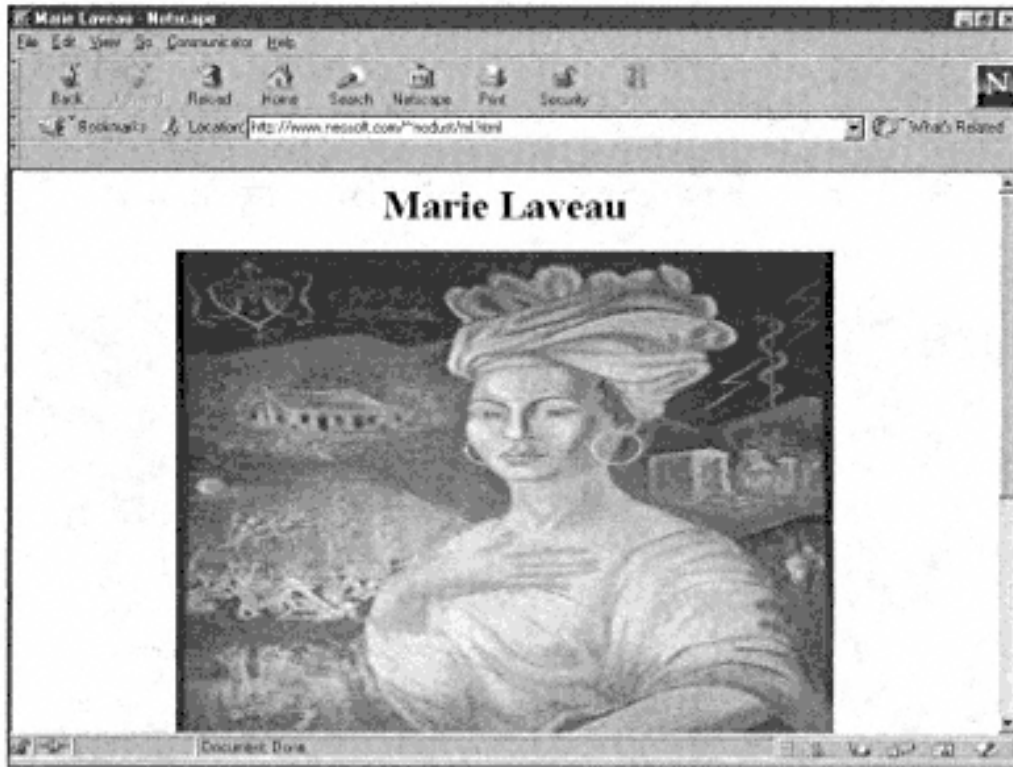 Marie Laveau - Netscape
File Edit View Go Communicator Help
Back Reload Home Search Netscape Print Security
Bookmarks Location: What's Related
Marie Laveau
Document: Done